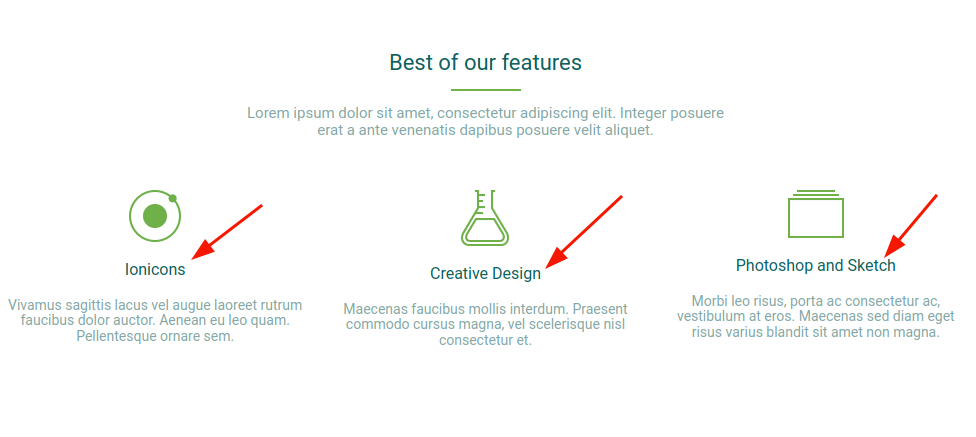 Best of our features
Lorem ipsum dolor sit amet, consectetur adipiscing elit. Integer posuere
erat a ante venenatis dapibus posuere velit aliquet.
Ionicons
Vivamus sagittis lacus vel augue laoreet rutrum
faucibus dolor auctor. Aenean eu leo quam.
Pellentesque ornare sem.
Creative Design
Maecenas faucibus mollis interdum. Praesent
commodo cursus magna, vel scelerisque nisl
consectetur et.
Photoshop and Sketch
Morbi leo risus, porta ac consectetur ac,
vestibulum at eros. Maecenas sed diam eget
risus varius blandit sit amet non magna.